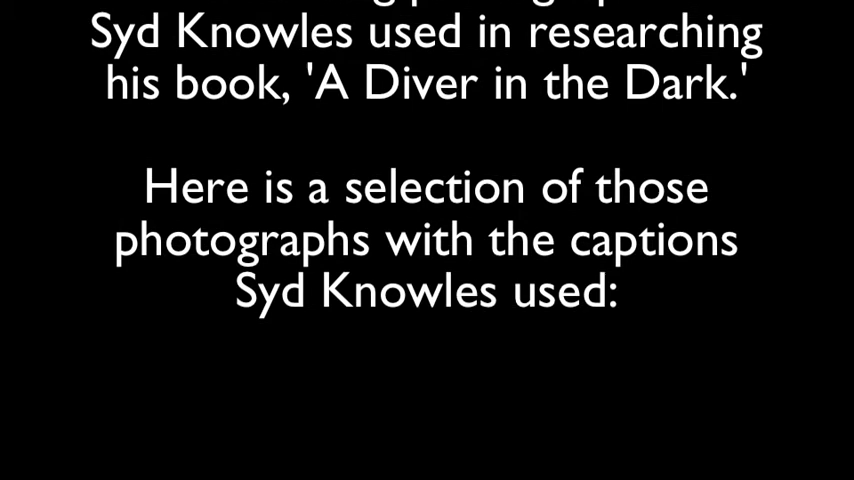 Syd Knowles used in researching
his book, 'A Diver in the Dark.'
Here is a selection of those
photographs with the captions
Syd Knowles used: